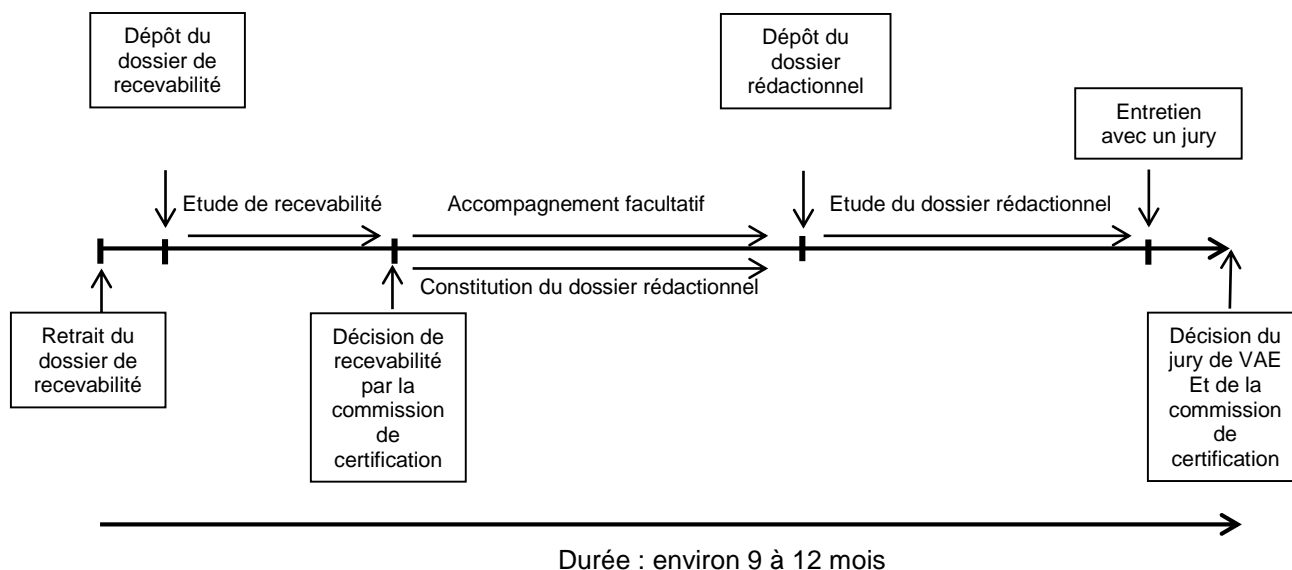 Dépôt du
dossier de
recevabilité
Dépôt du
dossier
rédactionnel
Entretien
avec un jury
Etude de recevabilité
Accompagnement facultatif
Etude du dossier rédactionnel
Constitution du dossier rédactionnel
Retrait du
dossier de
recevabilité
Décision de
recevabilité
par la
commission
de
certification
Décision du
jury de VAE
Et de la
commission
de
certification
Durée : environ 9 à 12 mois